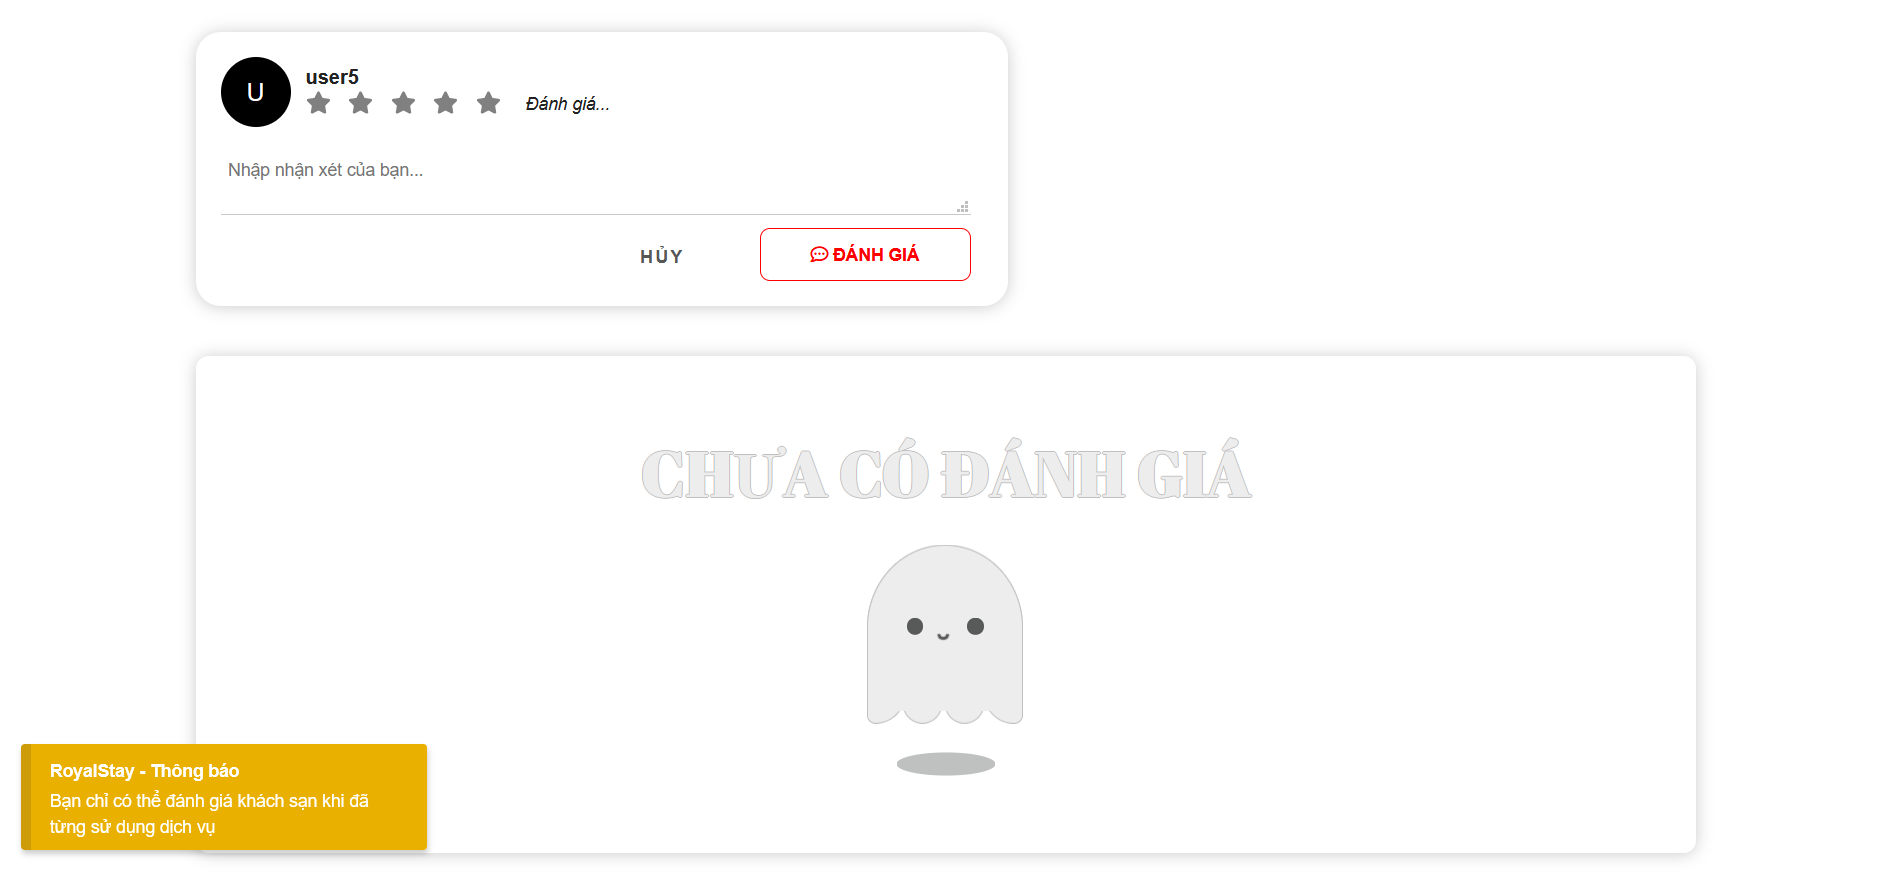 U
user5
Đánh giá...
Nhập nhận xét của bạn...
HỦY
ĐÁNH GIÁ
CHƯA CÓ ĐÁNH GIÁ
RoyalStay - Thông báo
Bạn chỉ có thể đánh giá khách sạn khi đã
từng sử dụng dịch vụ